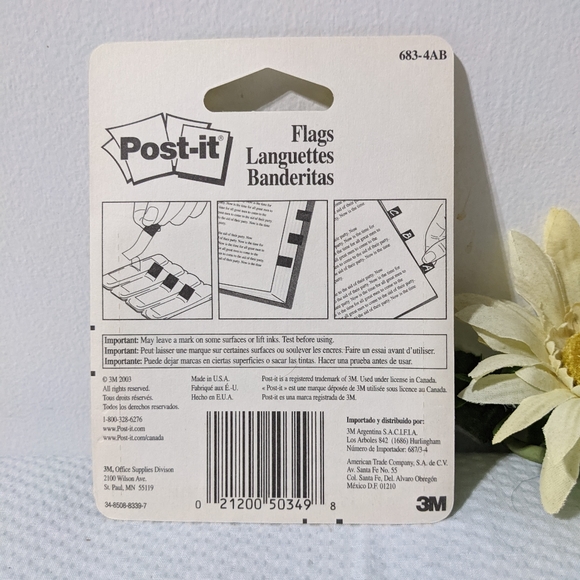 683-4AB
Post-it®
Flags
Languettes
Banderitas
Important: May leave a mark on some surfaces or lift inks. Test before using.
Important: Peut laisser une marque sur certaines surfaces ou soulever les encres. Faire un essai avant d'utiliser.
Importante: Puede dejar marcas en ciertas superficies o sacar las tintas. Hacer una prueba antes de usar.
© 3M 2003
All rights reserved.
Tous droits réservés.
Todos los derechos reservados.
1-800-328-6276
www.Post-it.com
www.Post-it.com/canada
3M, Office Supplies Divison
2100 Wilson Ave.
St. Paul, MN 55119
34-8508-8339-7
Made in U.S.A.
Fabriqué aux É.-U.
Hecho en E.U.A.
Post-it is a registered trademark of 3M. Used under license in Canada.
« Post-it » est une marque déposée de 3M utilisée sous licence au Canada.
Post-it es una marca registrada de 3M.
0 21200 50349 8
Importado y distribuido por:
3M Argentina S.A.C.I.F.I.A.
Los Arboles 842 (1686) Hurlingham
Número de Importador: 687/3-4
American Trade Company, S.A. de C.V.
Av. Santa Fe No. 55
Col. Santa Fe, Del. Alvaro Obregón
México D.F. 01210
3M